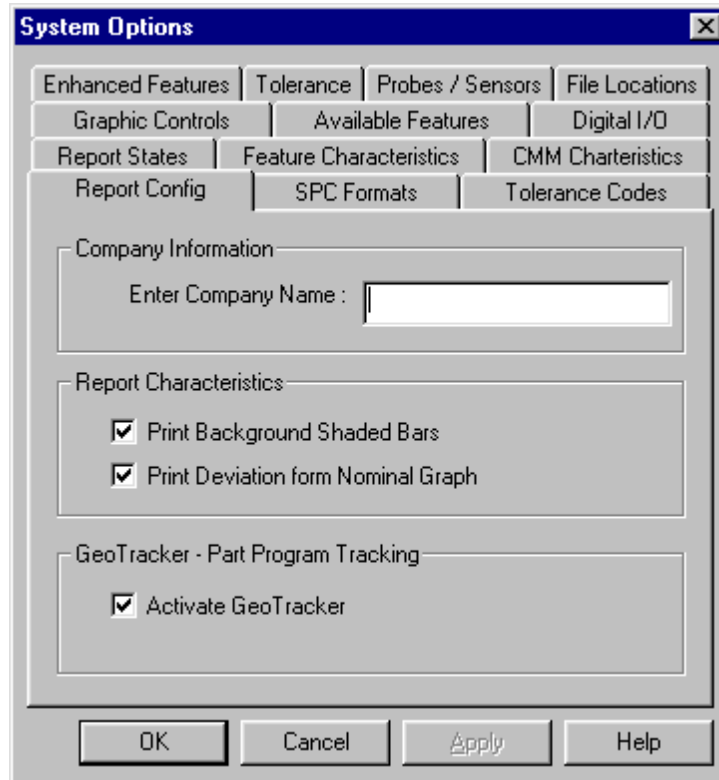 System Options
Enhanced Features Tolerance Probes / Sensors File Locations
Graphic Controls Available Features Digital I/O
Report States Feature Characteristics CMM Charteristics
Report Config SPC Formats Tolerance Codes
Company Information
Enter Company Name :
Report Characteristics
Print Background Shaded Bars
Print Deviation form Nominal Graph
GeoTracker - Part Program Tracking
Activate GeoTracker
OK Cancel Apply Help